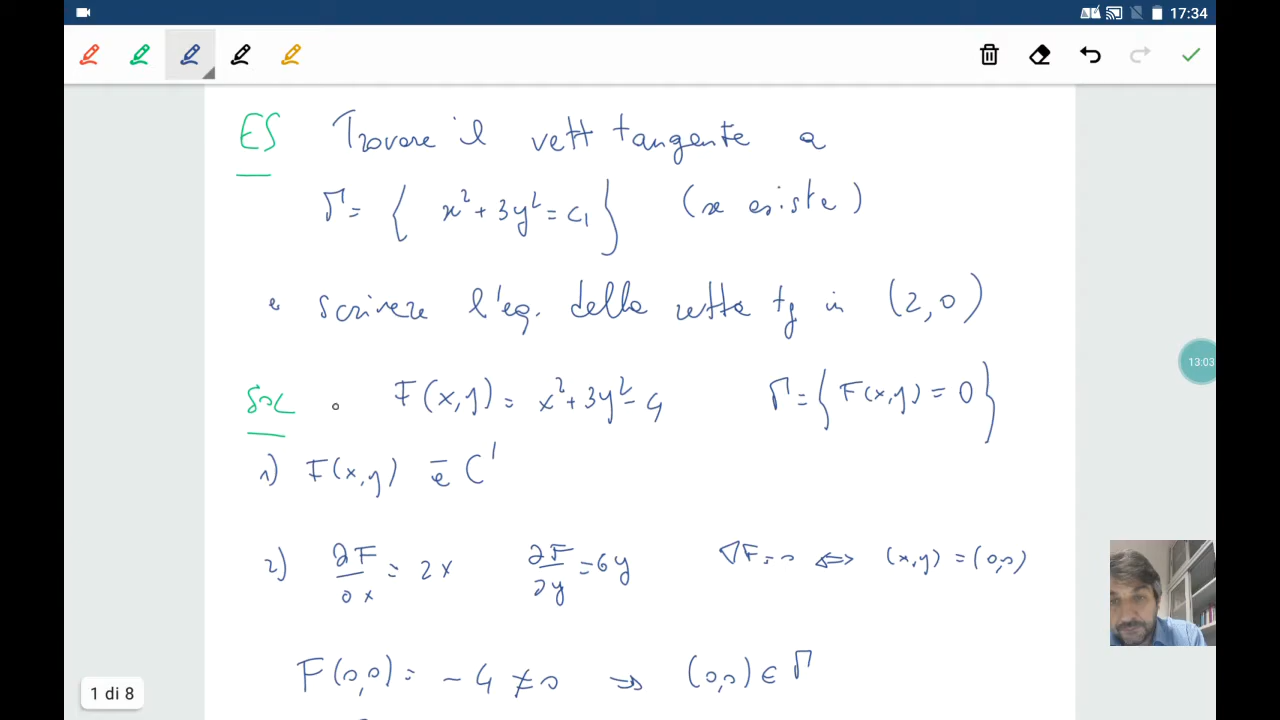 17:34
ES Trovare il vett tangente a
Γ = { x² + 3y² = 4 } (se esiste)
e scrivere l'eq. della retta tg in (2,0)
13:03
Sol • F(x,y) = x² + 3y² - 4 Γ = { F(x,y) = 0 }
1) F(x,y) è C¹
2) ∂F/∂x = 2x ∂F/∂y = 6y ∇F = 0 ⇔ (x,y) = (0,0)
F(0,0) = -4 ≠ 0 ⇒ (0,0) ∈ Γ
1 di 8